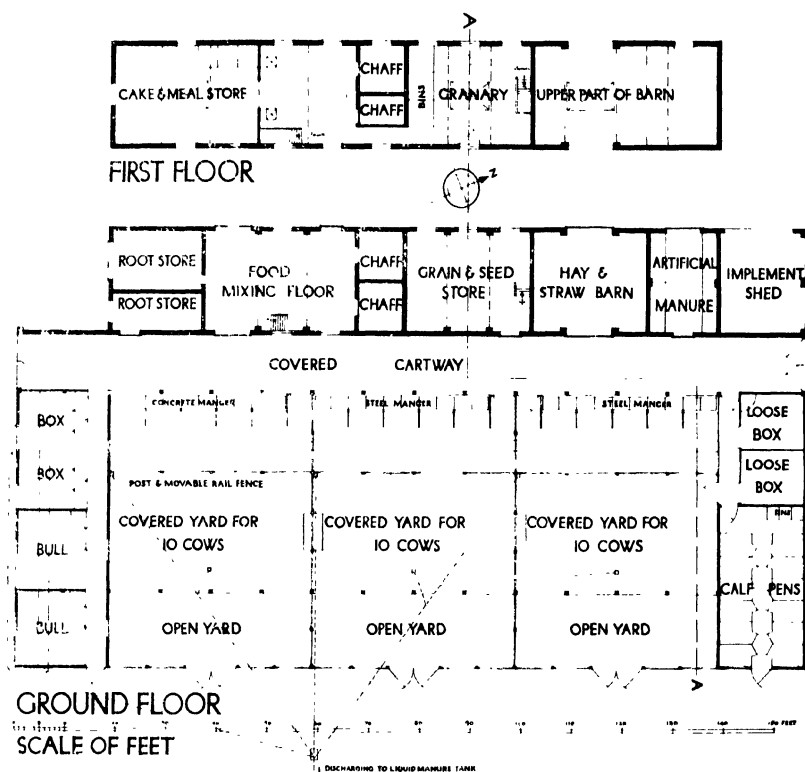 A
CAKE & MEAL STORE
CHAFF
CHAFF
BINS
GRANARY
UPPER PART OF BARN
FIRST FLOOR
Z
ROOT STORE
ROOT STORE
FOOD
MIXING FLOOR
CHAFF
CHAFF
GRAIN & SEED
STORE
HAY &
STRAW BARN
ARTIFICIAL
MANURE
IMPLEMENT
SHED
COVERED CARTWAY
BOX
BOX
BULL
BULL
CONCRETE MANGER
STEEL MANGER
STEEL MANGER
LOOSE
BOX
LOOSE
BOX
POST & MOVABLE RAIL FENCE
COVERED YARD FOR
10 COWS
COVERED YARD FOR
10 COWS
COVERED YARD FOR
10 COWS
CALF PENS
OPEN YARD
OPEN YARD
OPEN YARD
A
GROUND FLOOR
SCALE OF FEET
DISCHARGING TO LIQUID MANURE TANK